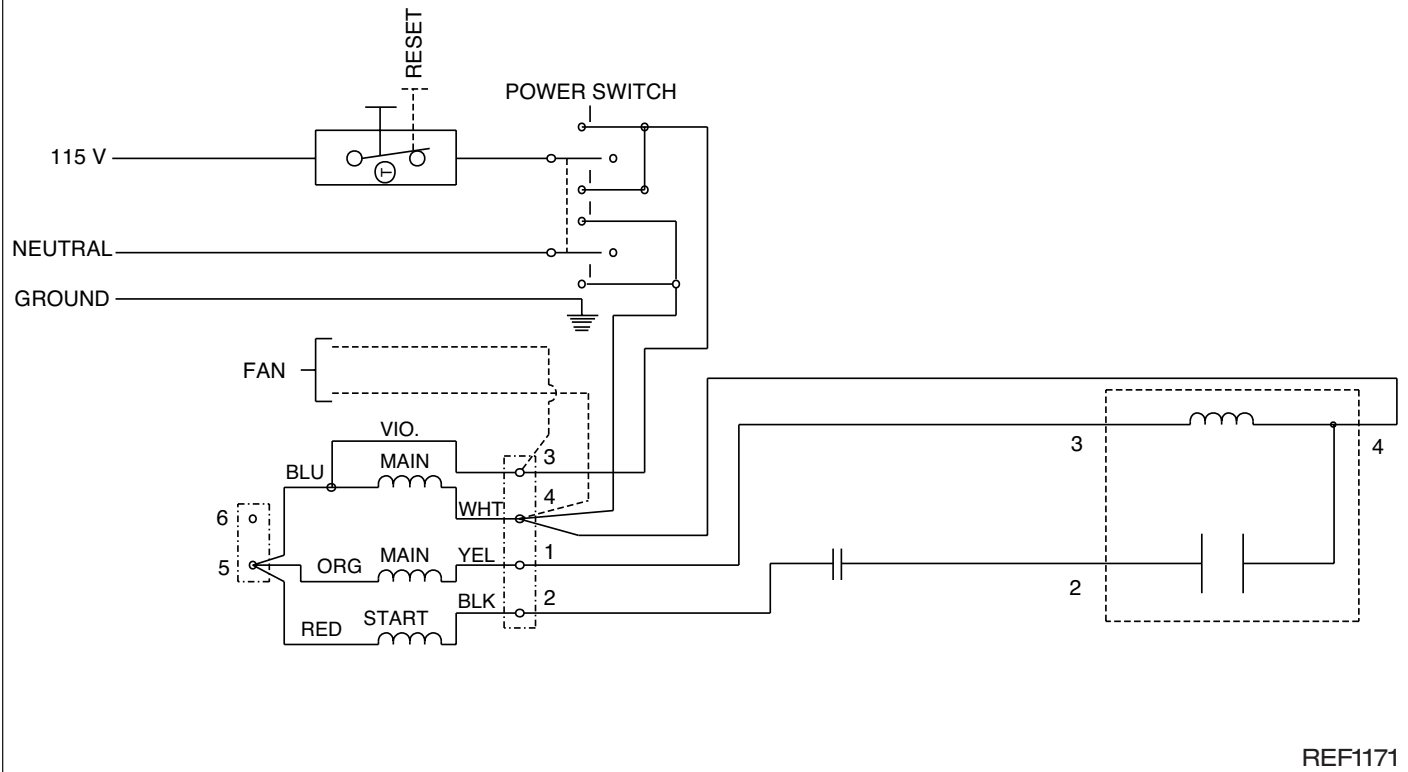 RESET
POWER SWITCH
115 V
T
NEUTRAL
GROUND
FAN
VIO.
BLU
MAIN
3
3
4
4
WHT
6
5
ORG
MAIN
YEL
1
2
BLK
2
RED
START
REF1171